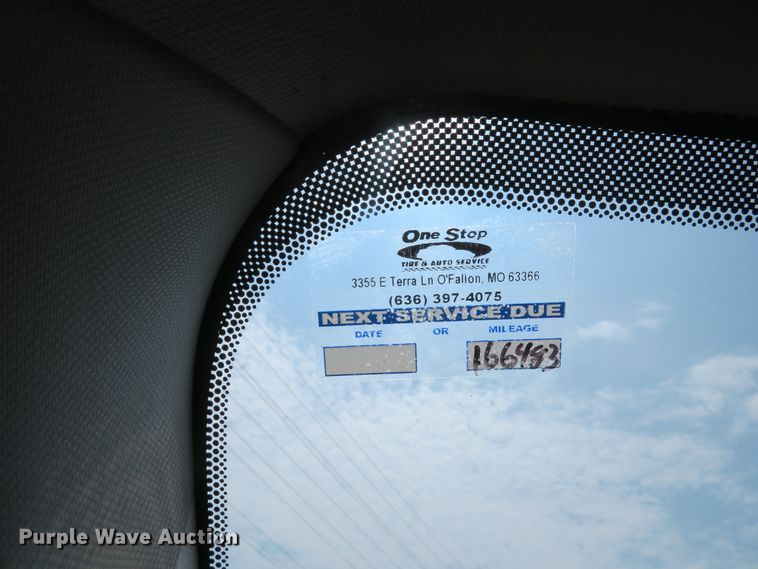 One Stop
TIRE & AUTO SERVICE
3355 E Terra Ln O'Fallon, MO 63366
(636) 397-4075
NEXT SERVICE DUE
DATE OR MILEAGE
166483
Purple Wave Auction